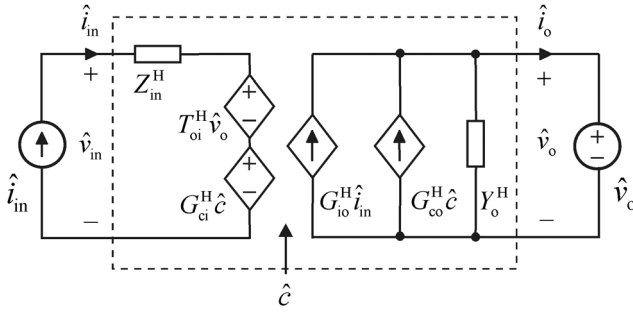 î_in î_o
+ +
Z_in^H
+ −
T_oi^H v̂_o
v̂_in v̂_o + −
+ −
î_in G_io^H î_in G_co^H ĉ Y_o^H v̂_o
G_ci^H ĉ
− −
ĉ